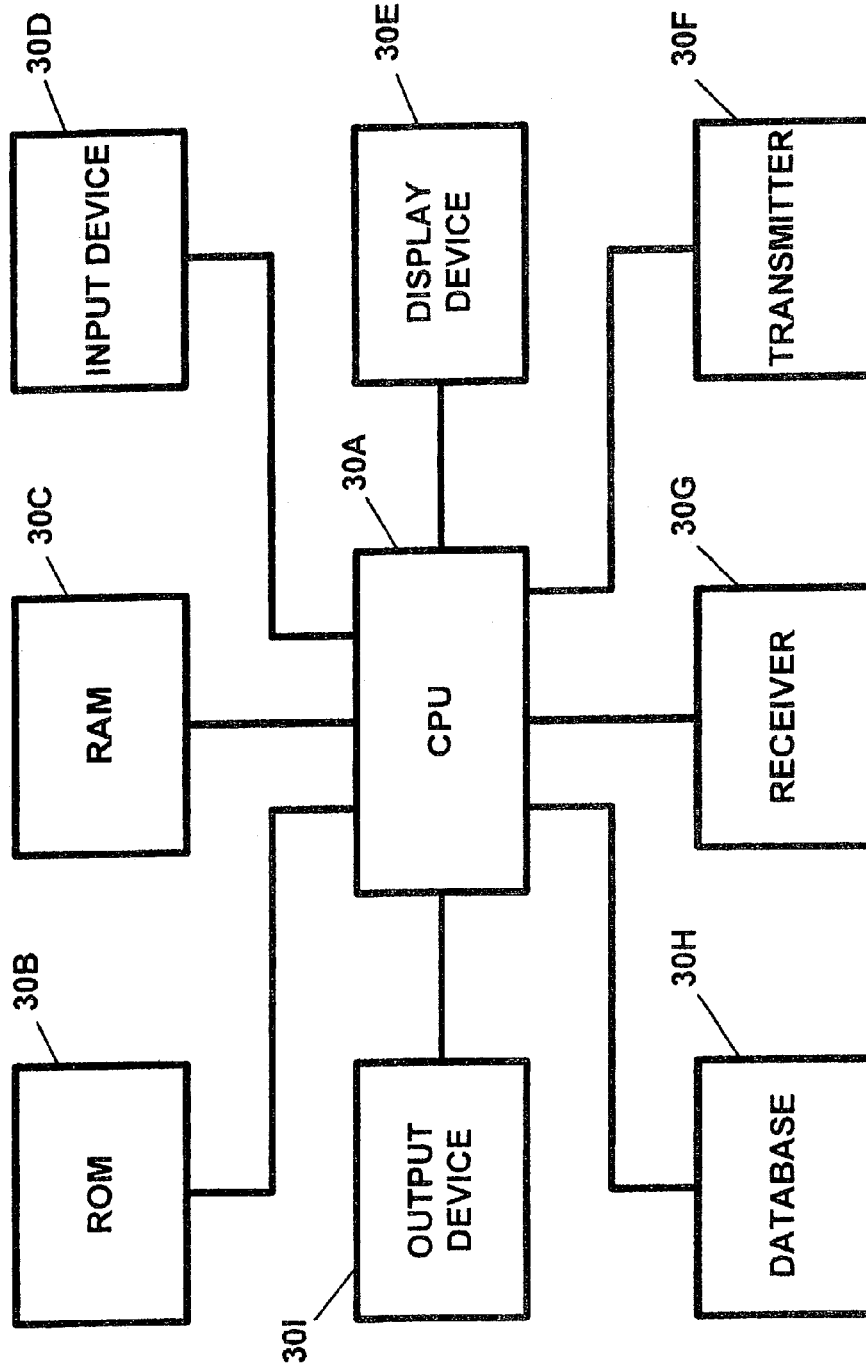 30B
ROM
30C
RAM
30D
INPUT DEVICE
30I
OUTPUT
DEVICE
30A
CPU
30E
DISPLAY
DEVICE
30H
DATABASE
30G
RECEIVER
30F
TRANSMITTER